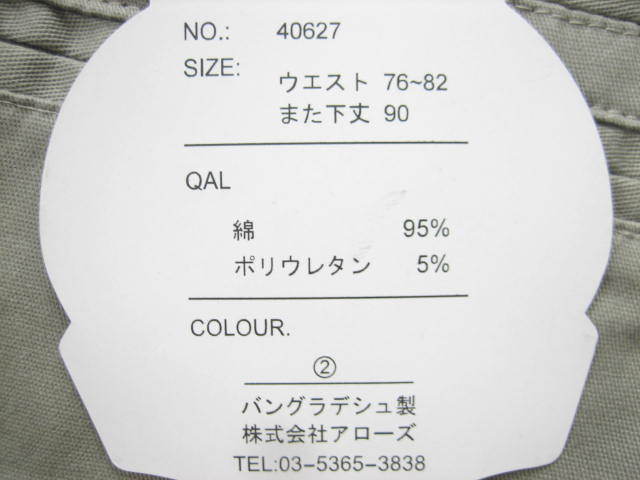 NO.: 40627
SIZE: ウエスト 76~82
また下丈 90
QAL
綿 95%
ポリウレタン 5%
COLOUR.
②
バングラデシュ製
株式会社アローズ
TEL:03-5365-3838